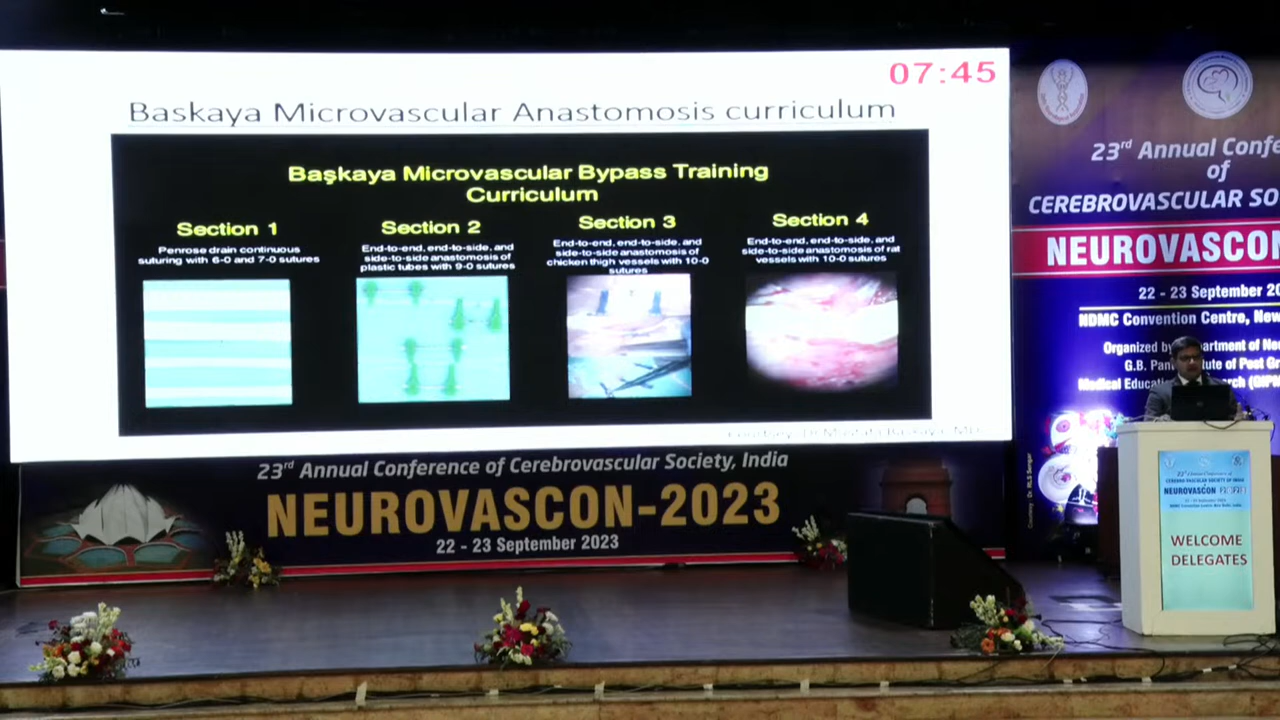 07:45
Baskaya Microvascular Anastomosis curriculum
Başkaya Microvascular Bypass Training
Curriculum
Section 1
Penrose drain continuous
suturing with 6-0 and 7-0 sutures
Section 2
End-to-end, end-to-side, and
side-to-side anastomosis of
plastic tubes with 9-0 sutures
Section 3
End-to-end, end-to-side, and
side-to-side anastomosis of
chicken thigh vessels with 10-0
sutures
Section 4
End-to-end, end-to-side, and
side-to-side anastomosis of rat
vessels with 10-0 sutures
23rd Annual Conference of Cerebrovascular Society, India
NEUROVASCON-2023
22 - 23 September 2023
23rd Annual Confe
of
CEREBROVASCULAR SO
NEUROVASCON
22 - 23 September 20
NDMC Convention Centre, New
Organized by
G.B. Pan
WELCOME
DELEGATES